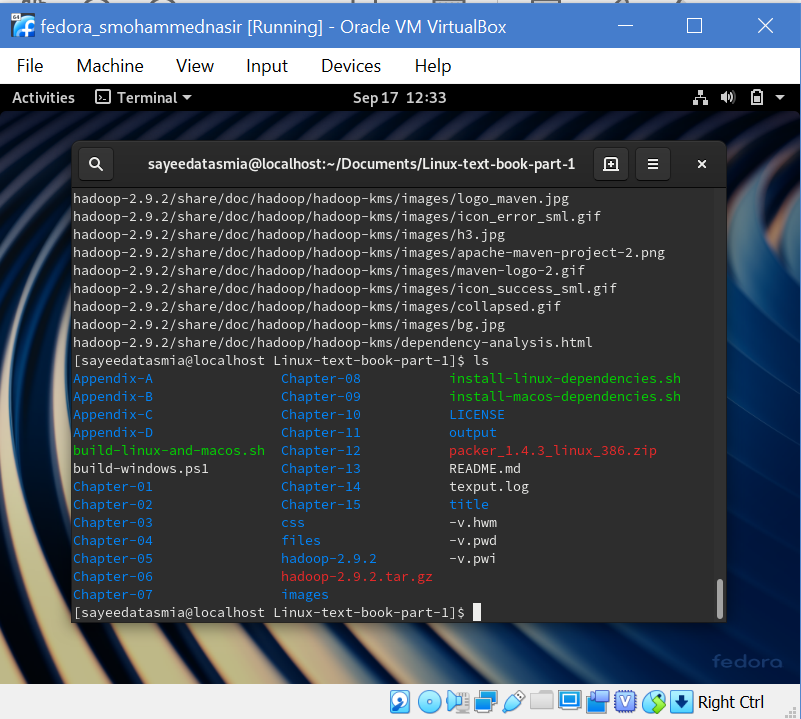 fedora_smohammednasir [Running] - Oracle VM VirtualBox
File Machine View Input Devices Help
Activities Terminal Sep 17 12:33
sayeedatasmia@localhost:~/Documents/Linux-text-book-part-1
hadoop-2.9.2/share/doc/hadoop/hadoop-kms/images/logo_maven.jpg
hadoop-2.9.2/share/doc/hadoop/hadoop-kms/images/icon_error_sml.gif
hadoop-2.9.2/share/doc/hadoop/hadoop-kms/images/h3.jpg
hadoop-2.9.2/share/doc/hadoop/hadoop-kms/images/apache-maven-project-2.png
hadoop-2.9.2/share/doc/hadoop/hadoop-kms/images/maven-logo-2.gif
hadoop-2.9.2/share/doc/hadoop/hadoop-kms/images/icon_success_sml.gif
hadoop-2.9.2/share/doc/hadoop/hadoop-kms/images/collapsed.gif
hadoop-2.9.2/share/doc/hadoop/hadoop-kms/images/bg.jpg
hadoop-2.9.2/share/doc/hadoop/hadoop-kms/dependency-analysis.html
[sayeedatasmia@localhost Linux-text-book-part-1]$ ls
Appendix-A Chapter-08 install-linux-dependencies.sh
Appendix-B Chapter-09 install-macos-dependencies.sh
Appendix-C Chapter-10 LICENSE
Appendix-D Chapter-11 output
build-linux-and-macos.sh Chapter-12 packer_1.4.3_linux_386.zip
build-windows.ps1 Chapter-13 README.md
Chapter-01 Chapter-14 texput.log
Chapter-02 Chapter-15 title
Chapter-03 css -v.hwm
Chapter-04 files -v.pwd
Chapter-05 hadoop-2.9.2 -v.pwi
Chapter-06 hadoop-2.9.2.tar.gz
Chapter-07 images
[sayeedatasmia@localhost Linux-text-book-part-1]$
fedora
Right Ctrl